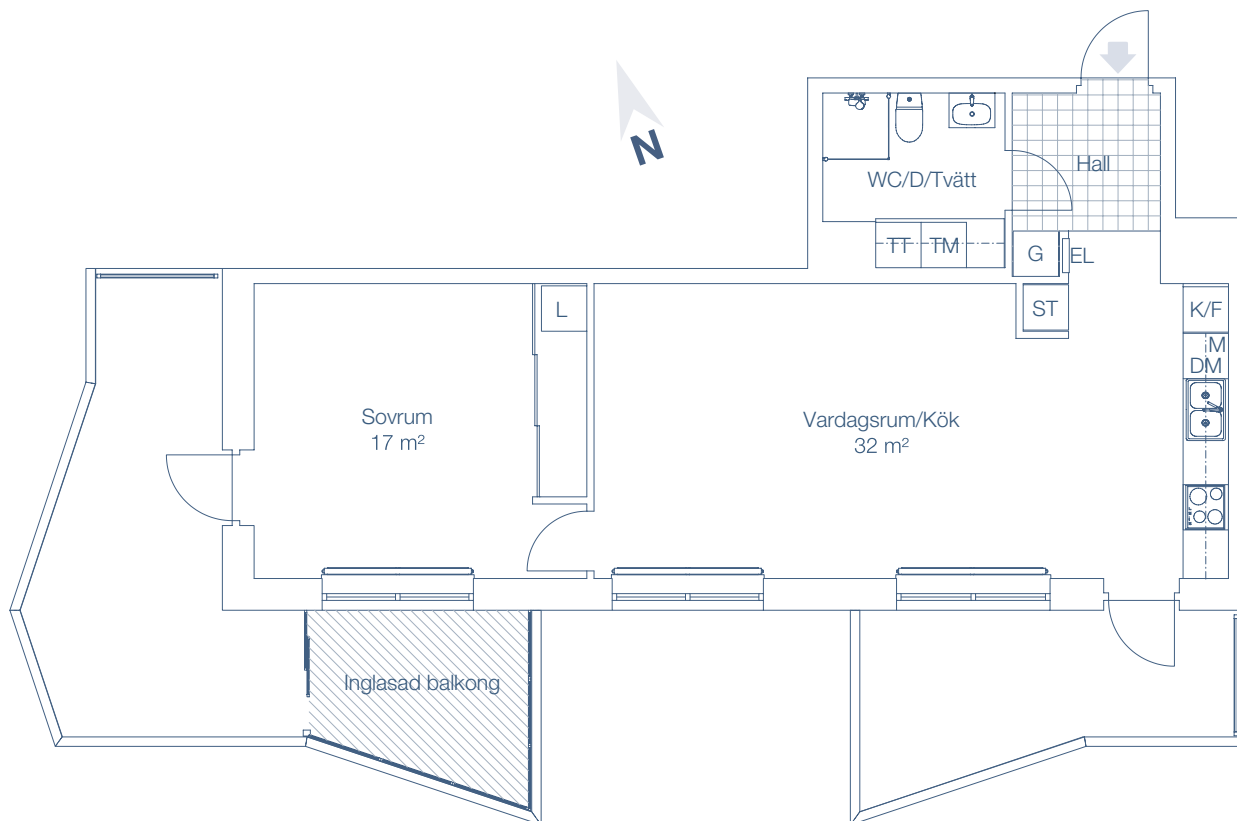 N
WC/D/Tvätt
Hall
TT TM
G
EL
L
ST
K/F
M
DM
Sovrum
17 m²
Vardagsrum/Kök
32 m²
Inglasad balkong